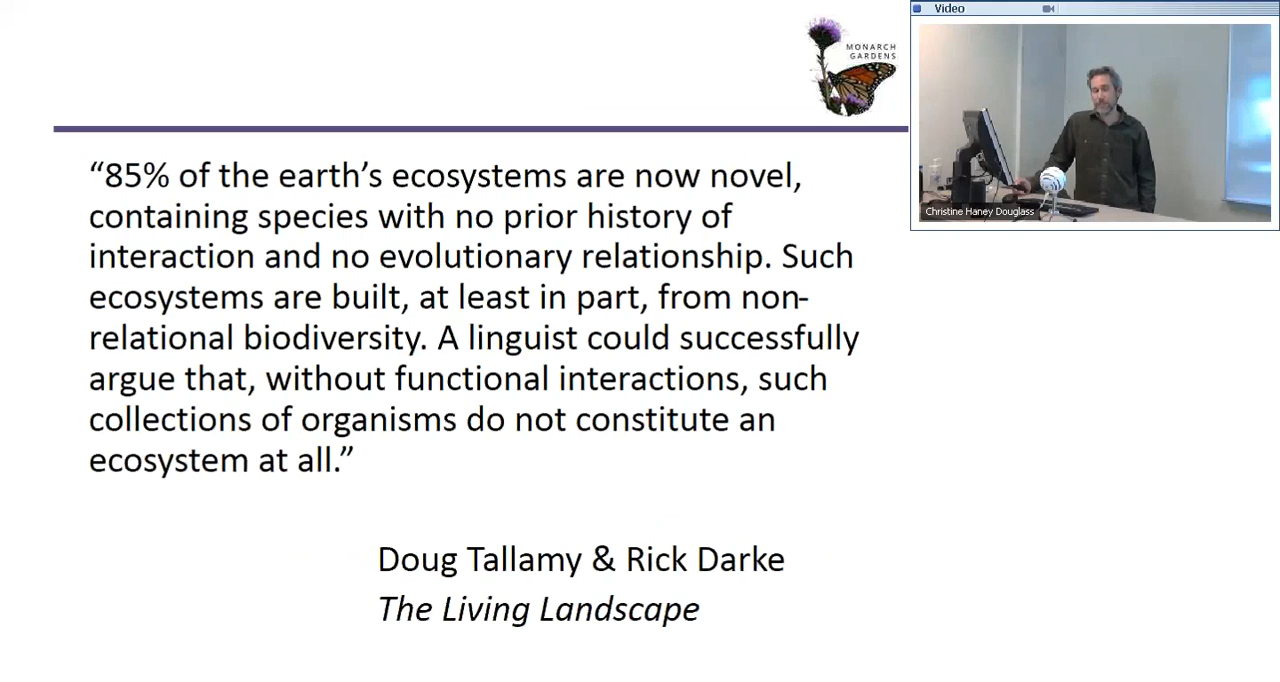 MONARCH
GARDENS
Video
Christine Haney Douglass
“85% of the earth’s ecosystems are now novel,
containing species with no prior history of
interaction and no evolutionary relationship. Such
ecosystems are built, at least in part, from non-
relational biodiversity. A linguist could successfully
argue that, without functional interactions, such
collections of organisms do not constitute an
ecosystem at all.”
Doug Tallamy & Rick Darke
The Living Landscape